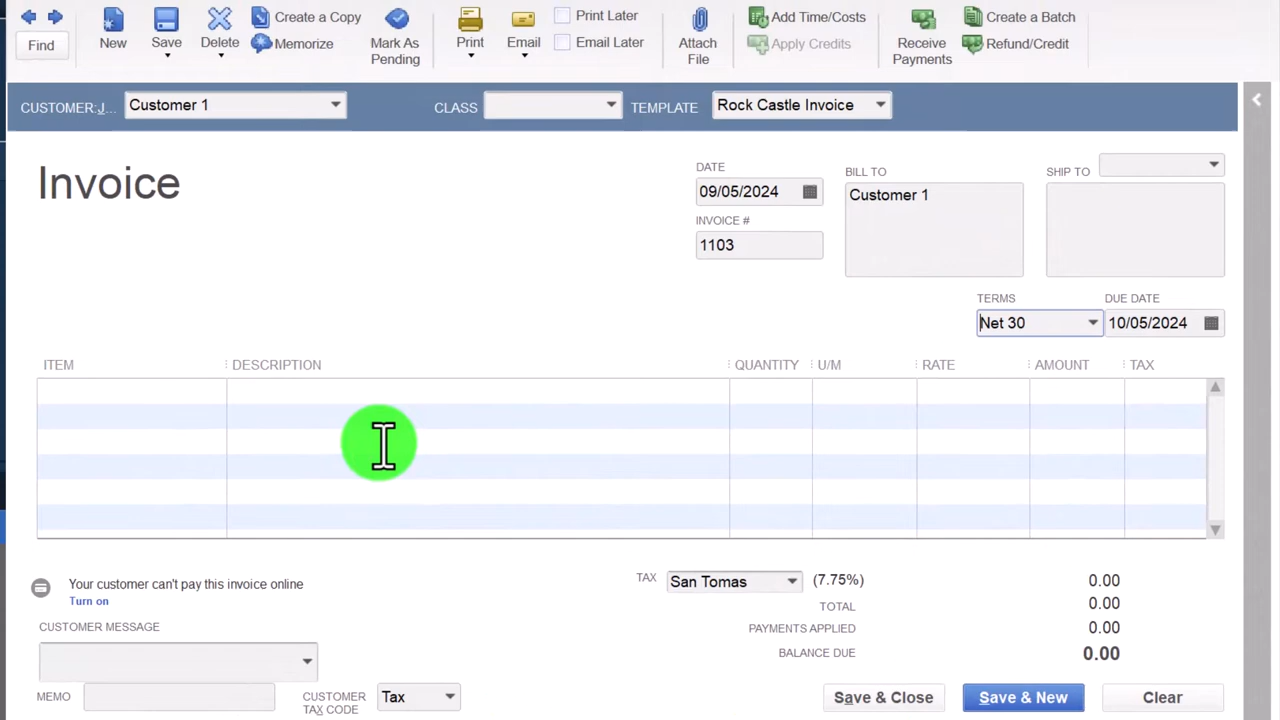 Find
New
Save
Delete
Create a Copy
Memorize
Mark As
Pending
Print
Email
Print Later
Email Later
Attach
File
Add Time/Costs
Apply Credits
Receive
Payments
Create a Batch
Refund/Credit
CUSTOMER:J... Customer 1 CLASS TEMPLATE Rock Castle Invoice
Invoice
DATE
09/05/2024
INVOICE #
1103
BILL TO
Customer 1
SHIP TO
TERMS DUE DATE
Net 30 10/05/2024
ITEM DESCRIPTION QUANTITY U/M RATE AMOUNT TAX
Your customer can't pay this invoice online
Turn on
TAX San Tomas (7.75%) 0.00
TOTAL 0.00
PAYMENTS APPLIED 0.00
BALANCE DUE 0.00
CUSTOMER MESSAGE
MEMO
CUSTOMER
TAX CODE
Tax
Save & Close Save & New Clear